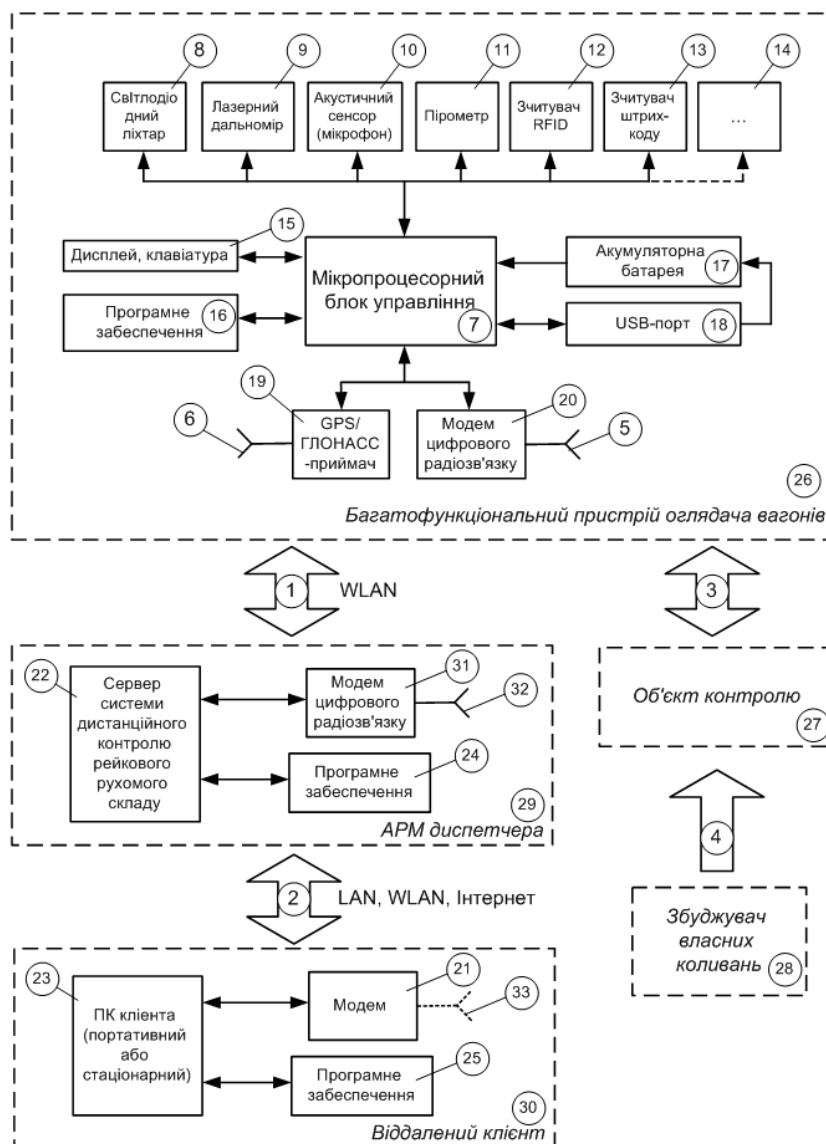 8
9
10
11
12
13
14
Світлодіо
дний
ліхтар
Лазерний
дальномір
Акустичний
сенсор
(мікрофон)
Пірометр
Зчитувач
RFID
Зчитувач
штрих-
коду
...
15
Дисплей, клавіатура
Програмне
забеспечення
16
Мікропроцесорний
блок управління
7
Акумуляторна
батарея
17
USB-порт
18
19
20
6
GPS/
ГЛОНАСС
-приймач
Модем
цифрового
радіозв'язку
5
26
Багатофункціональний пристрій оглядача вагонів
1
WLAN
3
22
Сервер
системи
дистанційного
контролю
рейкового
рухомого
складу
31
Модем
цифрового
радіозв'язку
32
24
Програмне
забеспечення
29
АРМ диспетчера
Об'єкт контролю
27
4
2
LAN, WLAN, Інтернет
Збуджувач
власних
коливань
28
23
ПК клієнта
(портативний
або
стаціонарний)
21
Модем
33
25
Програмне
забеспечення
30
Віддалений клієнт